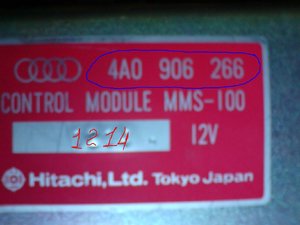 4A0 906 266
CONTROL MODULE MMS-100
1214 12V
Hitachi, Ltd. Tokyo Japan